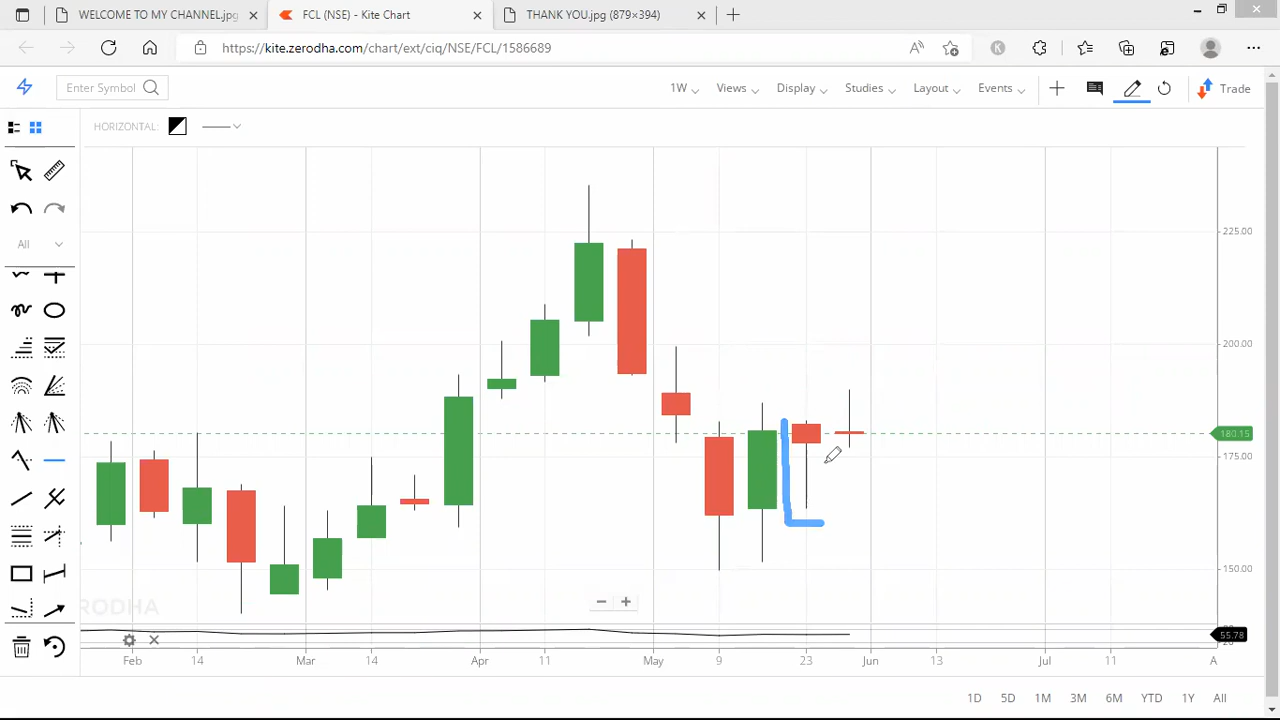 WELCOME TO MY CHANNEL.jpg
FCL (NSE) - Kite Chart
THANK YOU.jpg (879×394)
https://kite.zerodha.com/chart/ext/ciq/NSE/FCL/1586689
Enter Symbol
1W Views Display Studies Layout Events Trade
HORIZONTAL:
All
225.00
200.00
180.15
175.00
150.00
ERODHA
55.78
Feb 14 Mar 14 Apr 11 May 9 23 Jun 13 Jul 11 A
1D 5D 1M 3M 6M YTD 1Y All